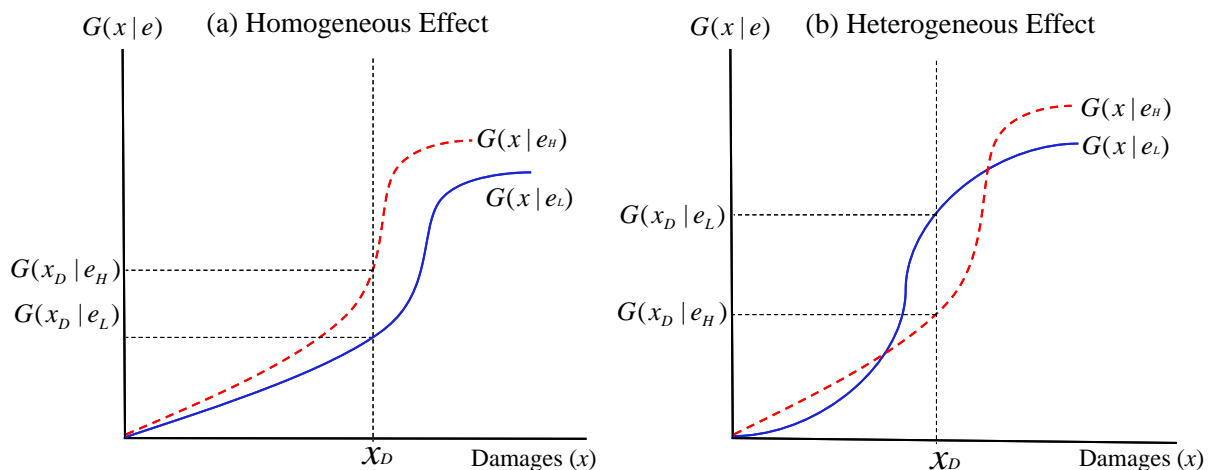 G(x | e)
(a) Homogeneous Effect
G(x | e_H)
G(x | e_L)
G(x_D | e_H)
G(x_D | e_L)
x_D
Damages (x)
G(x | e)
(b) Heterogeneous Effect
G(x | e_H)
G(x | e_L)
G(x_D | e_L)
G(x_D | e_H)
x_D
Damages (x)